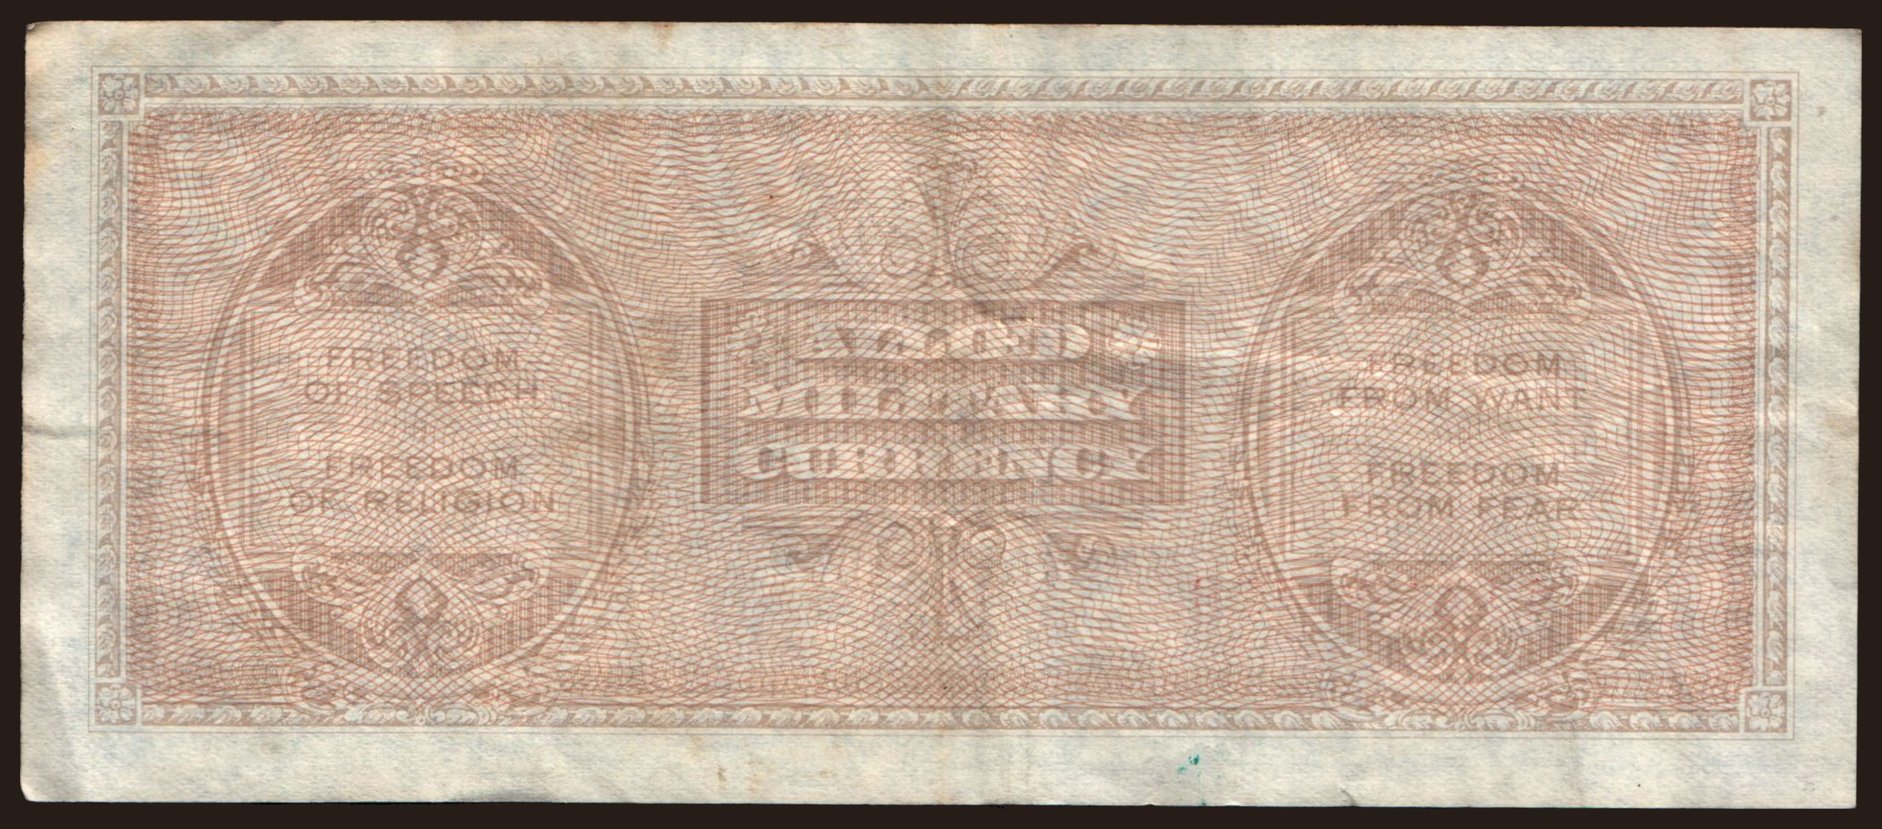 FREEDOM
OF SPEECH
FREEDOM
OF RELIGION
ALLIED
MILITARY
CURRENCY
FREEDOM
FROM WANT
FREEDOM
FROM FEAR